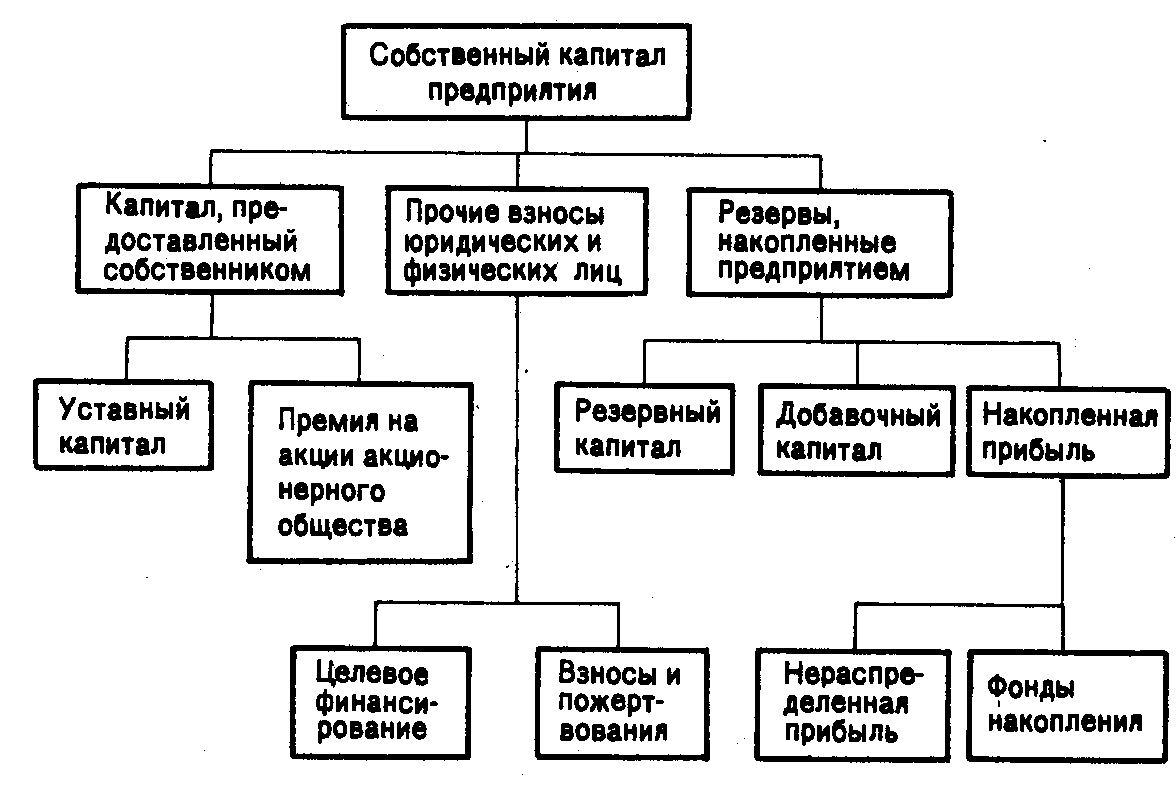 Собственный капитал
предприятия
Капитал, пре-
доставленный
собственником
Прочие взносы
юридических и
физических лиц
Резервы,
накопленные
предприятием
Уставный
капитал
Премия на
акции акцио-
нерного
общества
Резервный
капитал
Добавочный
капитал
Накопленная
прибыль
Целевое
финанси-
рование
Взносы и
пожерт-
вования
Нераспре-
деленная
прибыль
Фонды
накопления